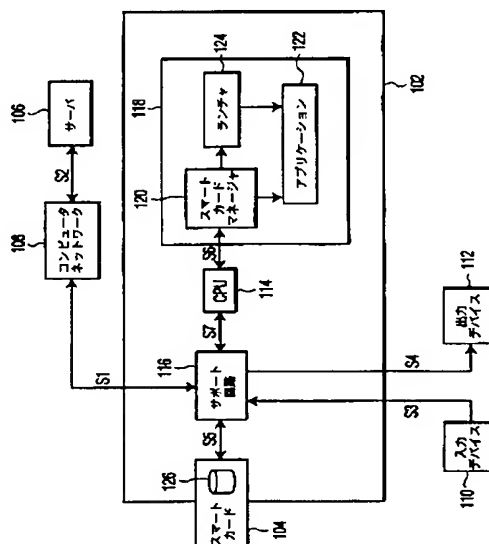 106
サーバ
S2
108
コンピュータ
ネットワーク
S1
118
124
ランチャ
122
アプリケーション
120
スマート
カード
マネージャ
102
S6
CPU
114
S7
116
サポート
回路
S5
126
スマート
カード
104
S4
112
出力
デバイス
S3
入力
デバイス
110